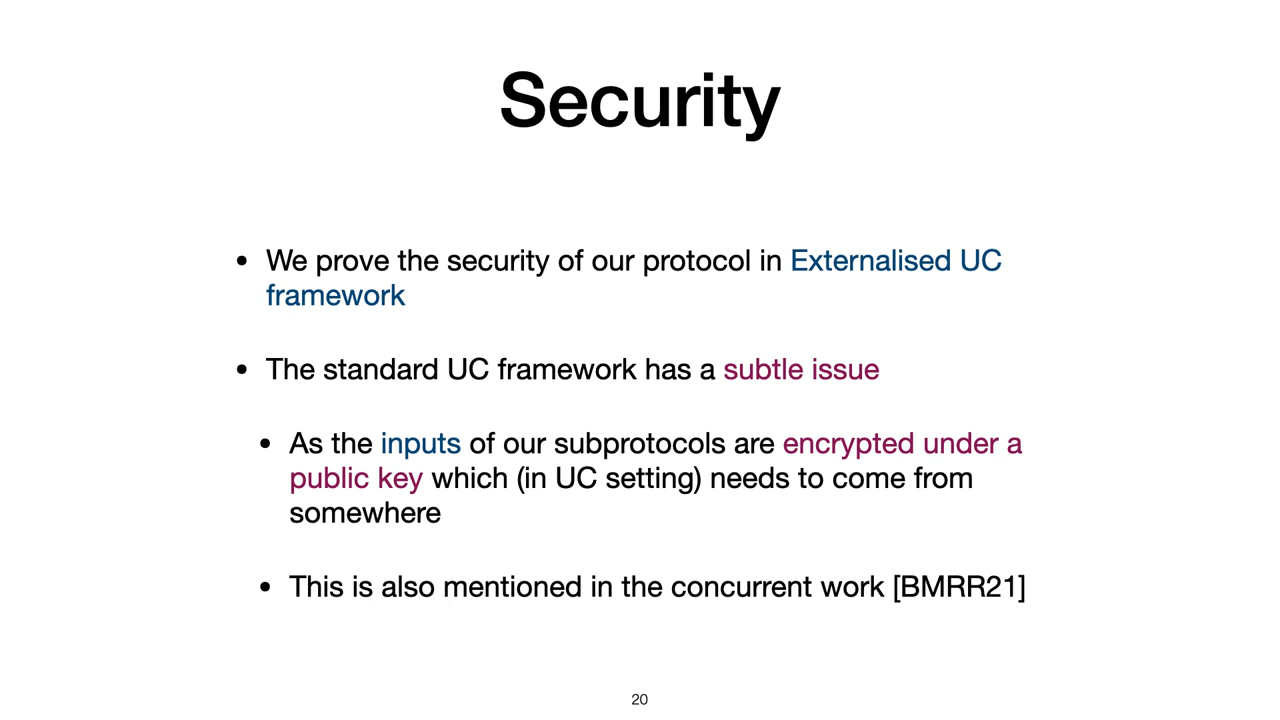 Security
• We prove the security of our protocol in Externalised UC
framework
• The standard UC framework has a subtle issue
• As the inputs of our subprotocols are encrypted under a
public key which (in UC setting) needs to come from
somewhere
• This is also mentioned in the concurrent work [BMRR21]
20